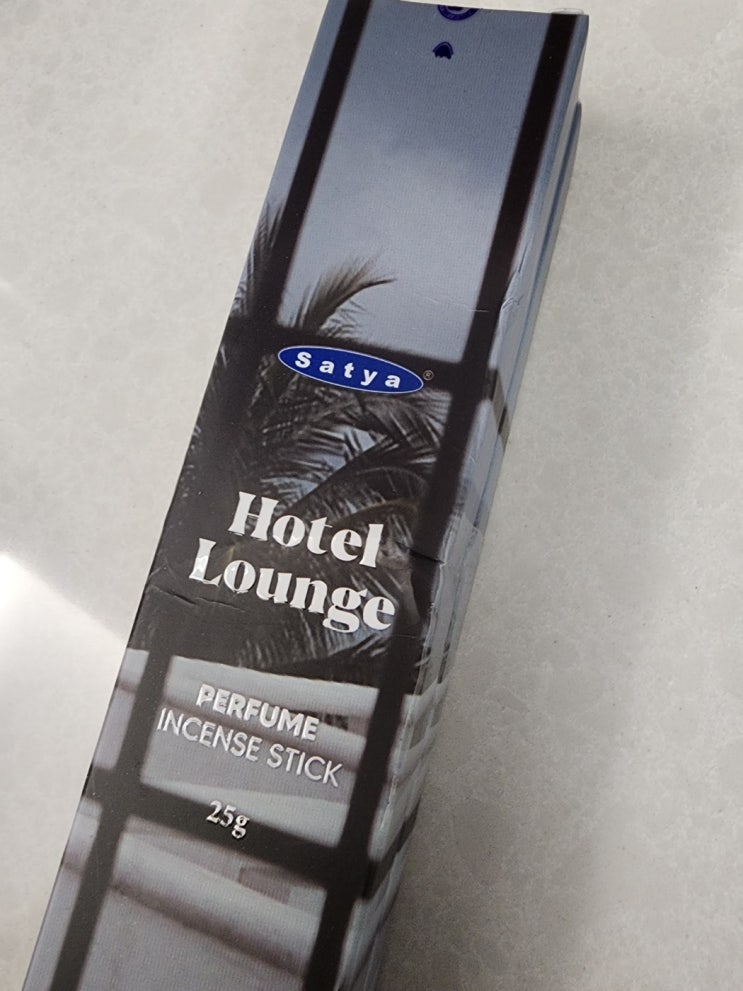 Satya®
Hotel
Lounge
PERFUME
INCENSE STICK
25g